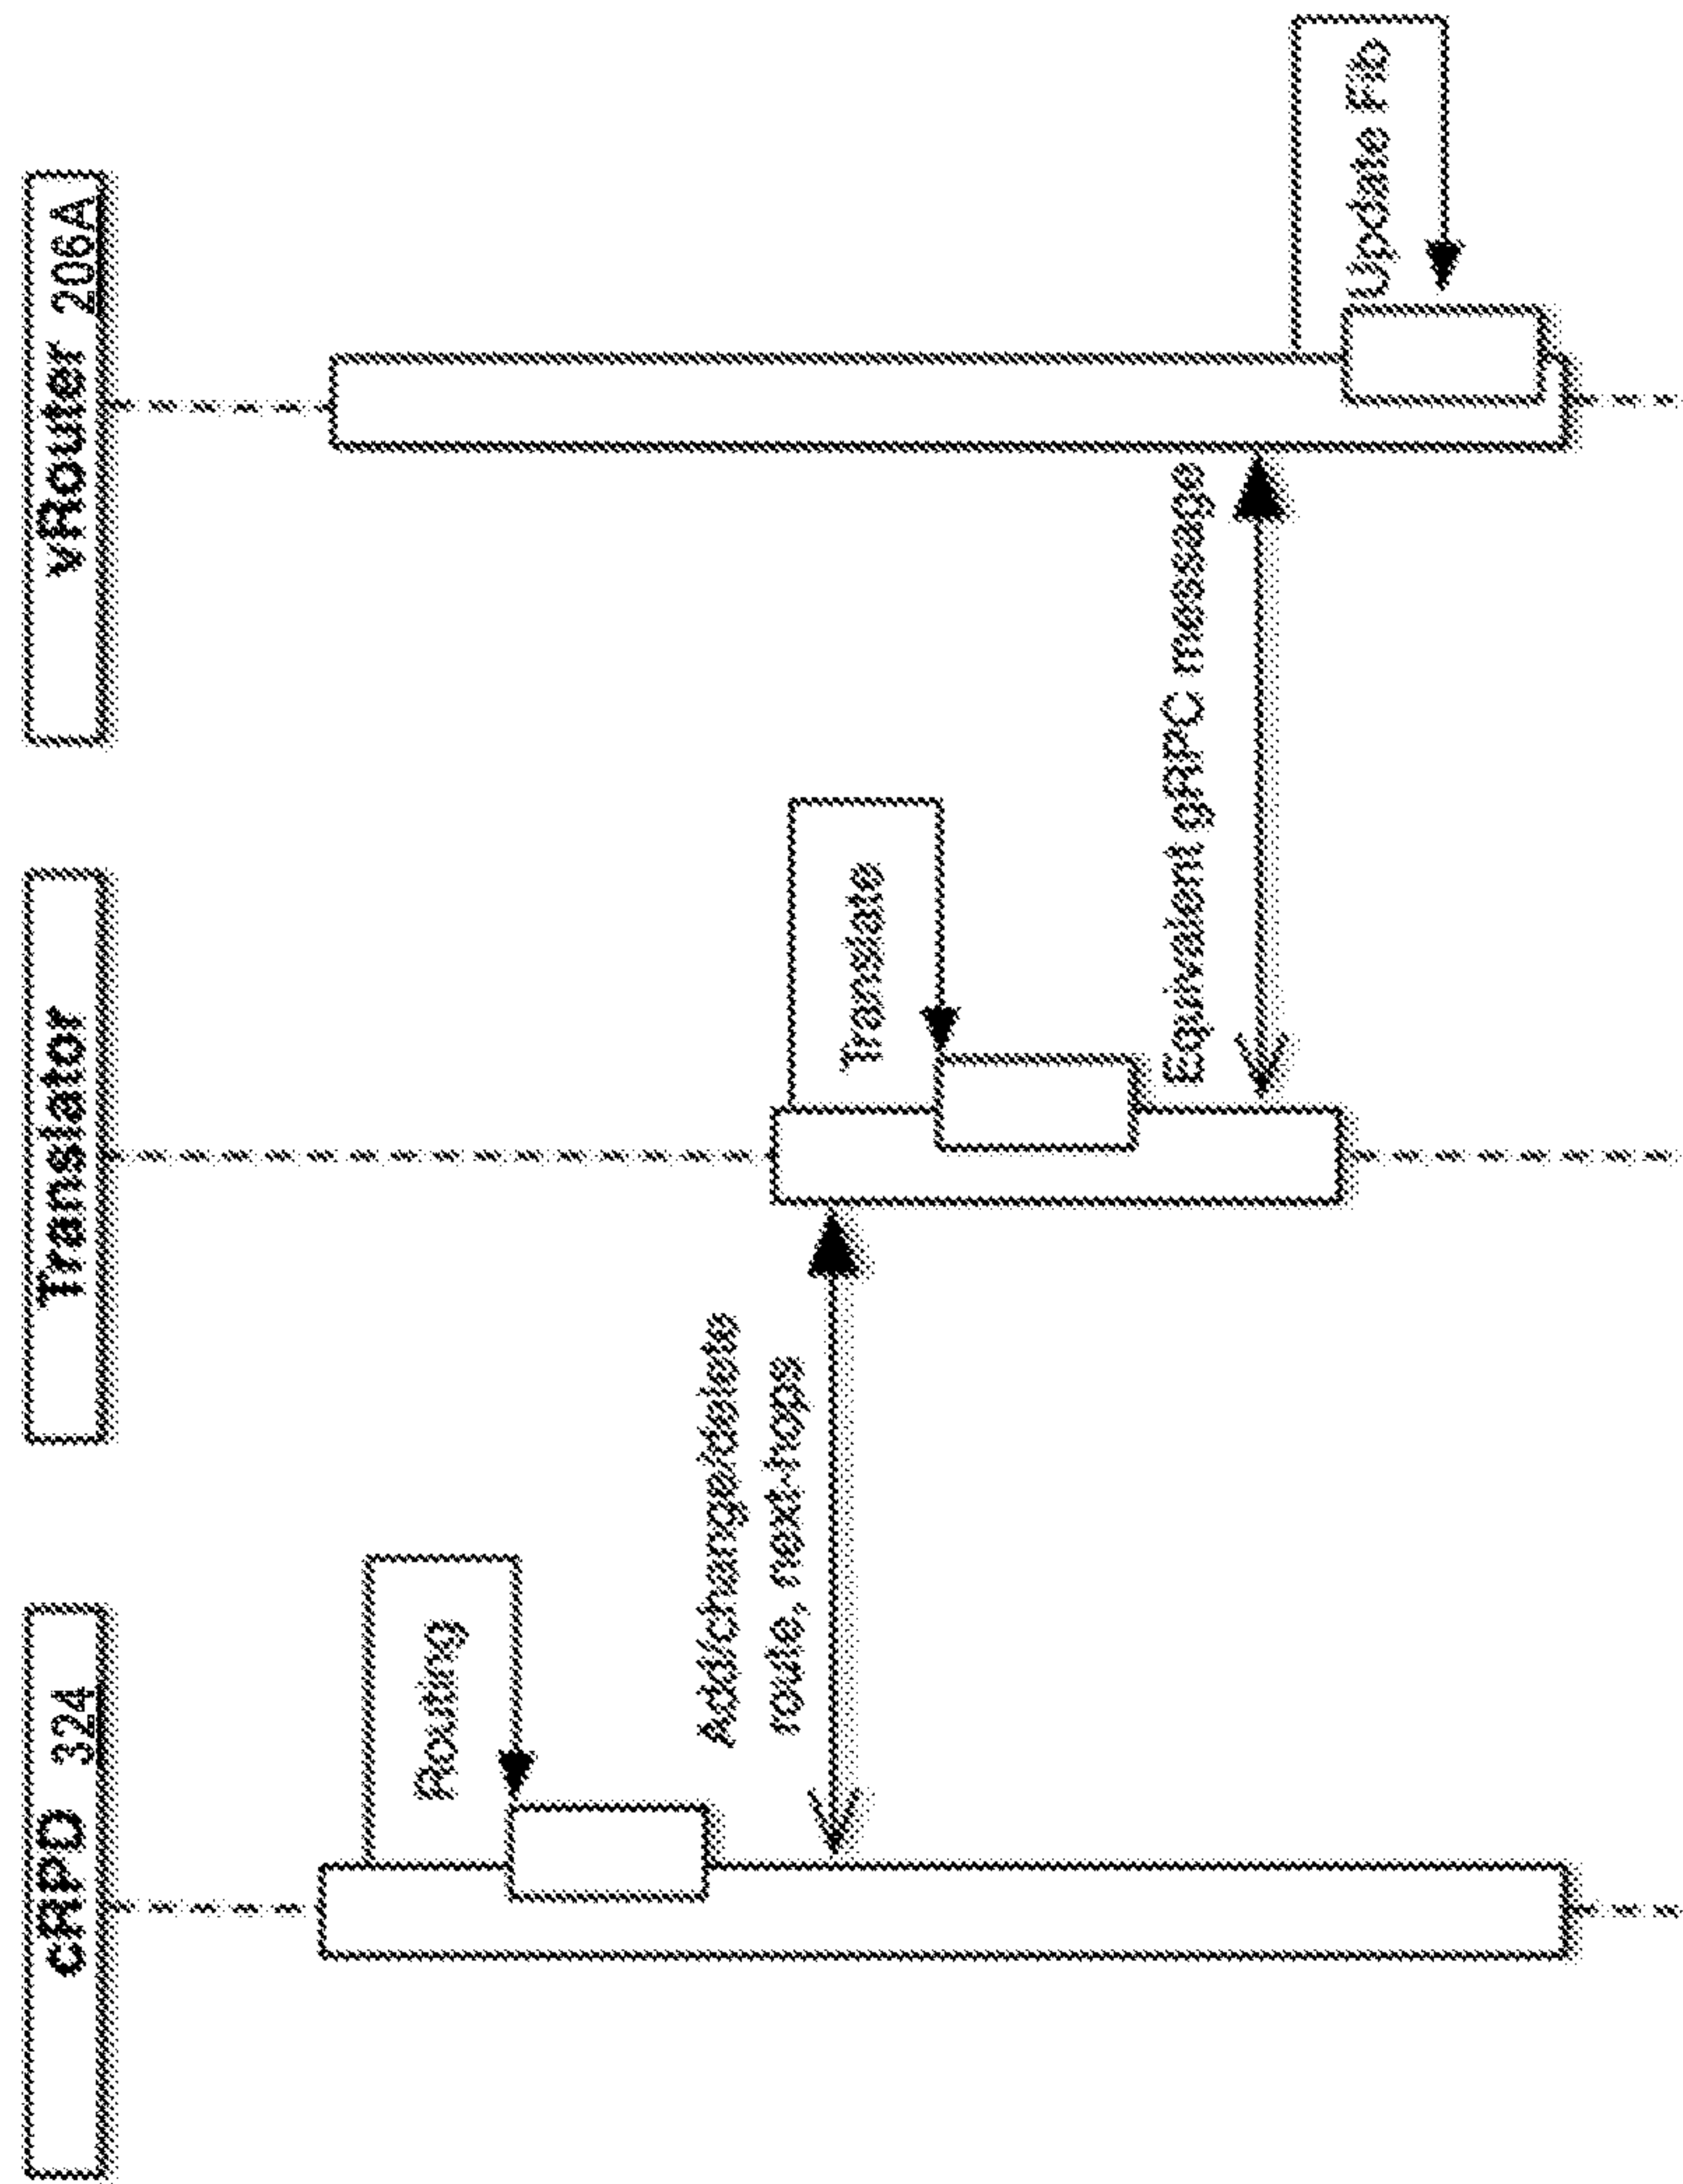 cRPD 324
Translator
vRouter 206A
Routing
Add/change/delete
route, next-hops
Translate
Equivalent gRPC message
Update Fib